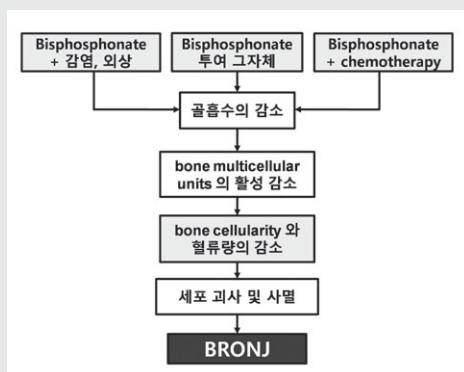 Bisphosphonate
+ 감염, 외상
Bisphosphonate
투여 그자체
Bisphosphonate
+ chemotherapy
골흡수의 감소
bone multicellular
units 의 활성 감소
bone cellularity 와
혈류량의 감소
세포 괴사 및 사멸
BRONJ